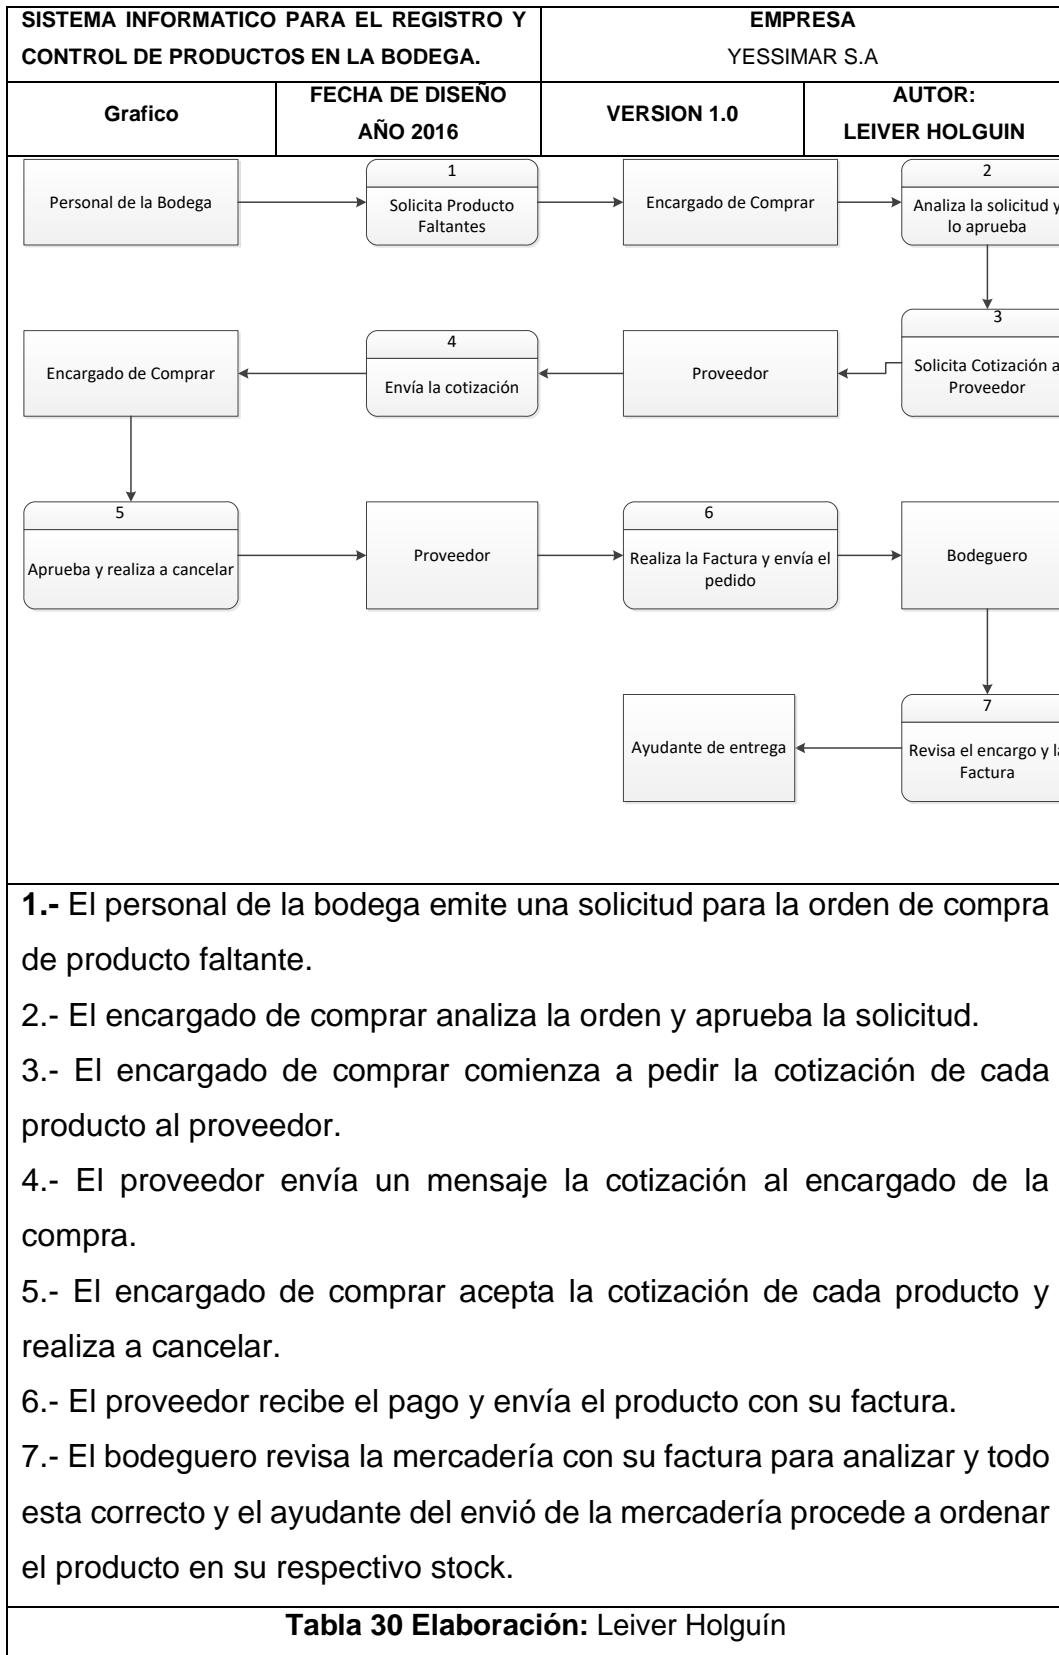 SISTEMA INFORMATICO PARA EL REGISTRO Y
CONTROL DE PRODUCTOS EN LA BODEGA.
EMPRESA
YESSIMAR S.A
Grafico
FECHA DE DISEÑO
AÑO 2016
VERSION 1.0
AUTOR:
LEIVER HOLGUIN
Personal de la Bodega
1
Solicita Producto
Faltantes
Encargado de Comprar
2
Analiza la solicitud y
lo aprueba
Encargado de Comprar
4
Envía la cotización
Proveedor
3
Solicita Cotización a
Proveedor
5
Aprueba y realiza a cancelar
Proveedor
6
Realiza la Factura y envía el
pedido
Bodeguero
Ayudante de entrega
7
Revisa el encargo y la
Factura
1.- El personal de la bodega emite una solicitud para la orden de compra
de producto faltante.
2.- El encargado de comprar analiza la orden y aprueba la solicitud.
3.- El encargado de comprar comienza a pedir la cotización de cada
producto al proveedor.
4.- El proveedor envía un mensaje la cotización al encargado de la
compra.
5.- El encargado de comprar acepta la cotización de cada producto y
realiza a cancelar.
6.- El proveedor recibe el pago y envía el producto con su factura.
7.- El bodeguero revisa la mercadería con su factura para analizar y todo
esta correcto y el ayudante del envió de la mercadería procede a ordenar
el producto en su respectivo stock.
Tabla 30 Elaboración: Leiver Holguín